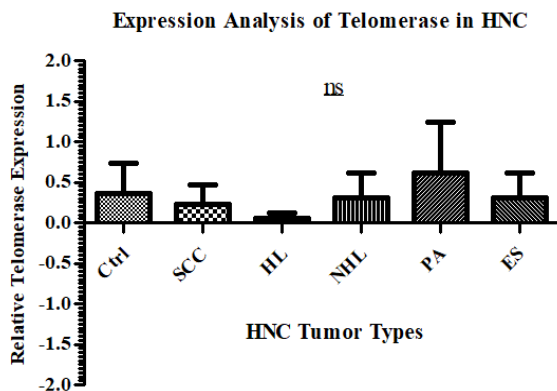 Expression Analysis of Telomerase in HNC
Relative Telomerase Expression
2.0
1.5
1.0
0.5
0.0
-0.5
-1.0
-1.5
-2.0
ns
Ctrl
SCC
HL
NHL
PA
ES
HNC Tumor Types